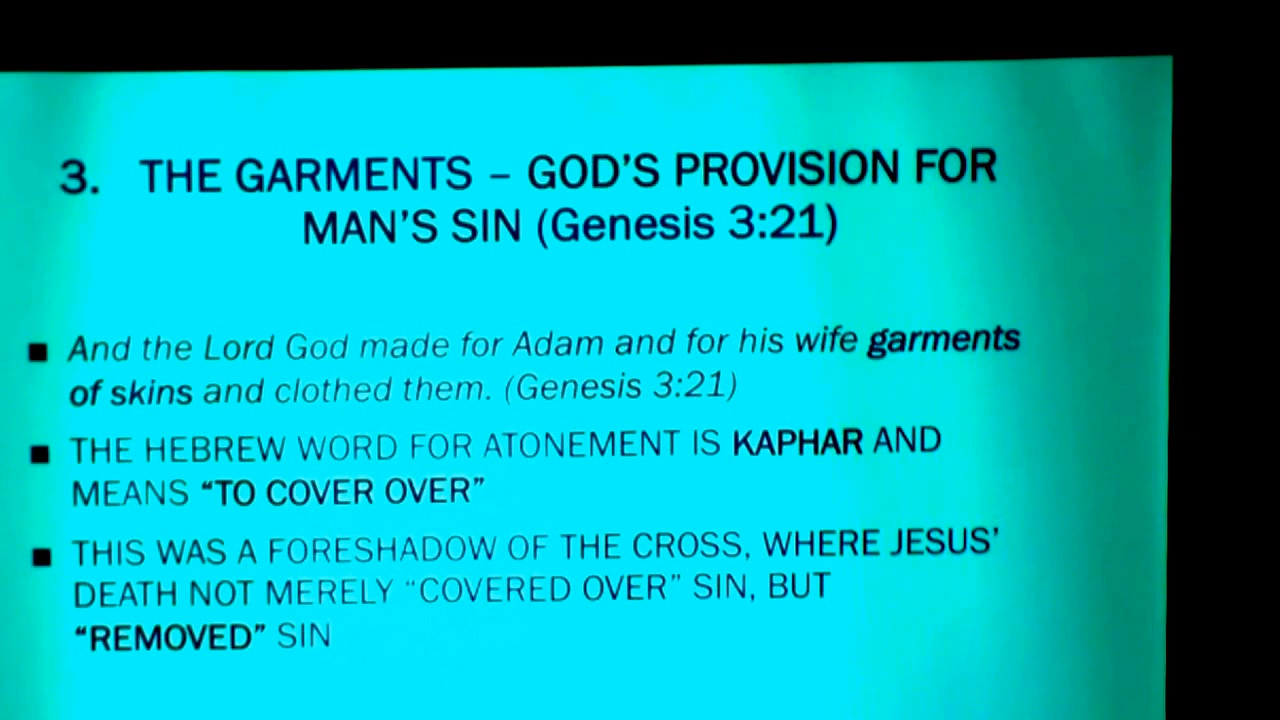 3. THE GARMENTS – GOD'S PROVISION FOR
MAN'S SIN (Genesis 3:21)
■ And the Lord God made for Adam and for his wife garments
of skins and clothed them. (Genesis 3:21)
■ THE HEBREW WORD FOR ATONEMENT IS KAPHAR AND
MEANS “TO COVER OVER”
■ THIS WAS A FORESHADOW OF THE CROSS, WHERE JESUS’
DEATH NOT MERELY “COVERED OVER” SIN, BUT
“REMOVED” SIN